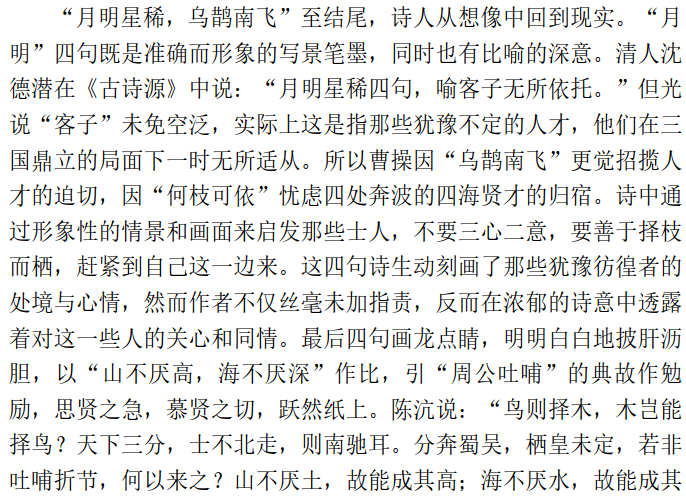 “月明星稀，乌鹊南飞”至结尾，诗人从想像中回到现实。“月
明”四句既是准确而形象的写景笔墨，同时也有比喻的深意。清人沈
德潜在《古诗源》中说：“月明星稀四句，喻客子无所依托。”但光
说“客子”未免空泛，实际上这是指那些犹豫不定的人才，他们在三
国鼎立的局面下一时无所适从。所以曹操因“乌鹊南飞”更觉招揽人
才的迫切，因“何枝可依”忧虑四处奔波的四海贤才的归宿。诗中通
过形象性的情景和画面来启发那些士人，不要三心二意，要善于择枝
而栖，赶紧到自己这一边来。这四句诗生动刻画了那些犹豫彷徨者的
处境与心情，然而作者不仅丝毫未加指责，反而在浓郁的诗意中透露
着对这一些人的关心和同情。最后四句画龙点睛，明明白白地披肝沥
胆，以“山不厌高，海不厌深”作比，引“周公吐哺”的典故作勉
励，思贤之急，慕贤之切，跃然纸上。陈沆说：“鸟则择木，木岂能
择鸟？天下三分，士不北走，则南驰耳。分奔蜀吴，栖皇未定，若非
吐哺折节，何以来之？山不厌土，故能成其高；海不厌水，故能成其